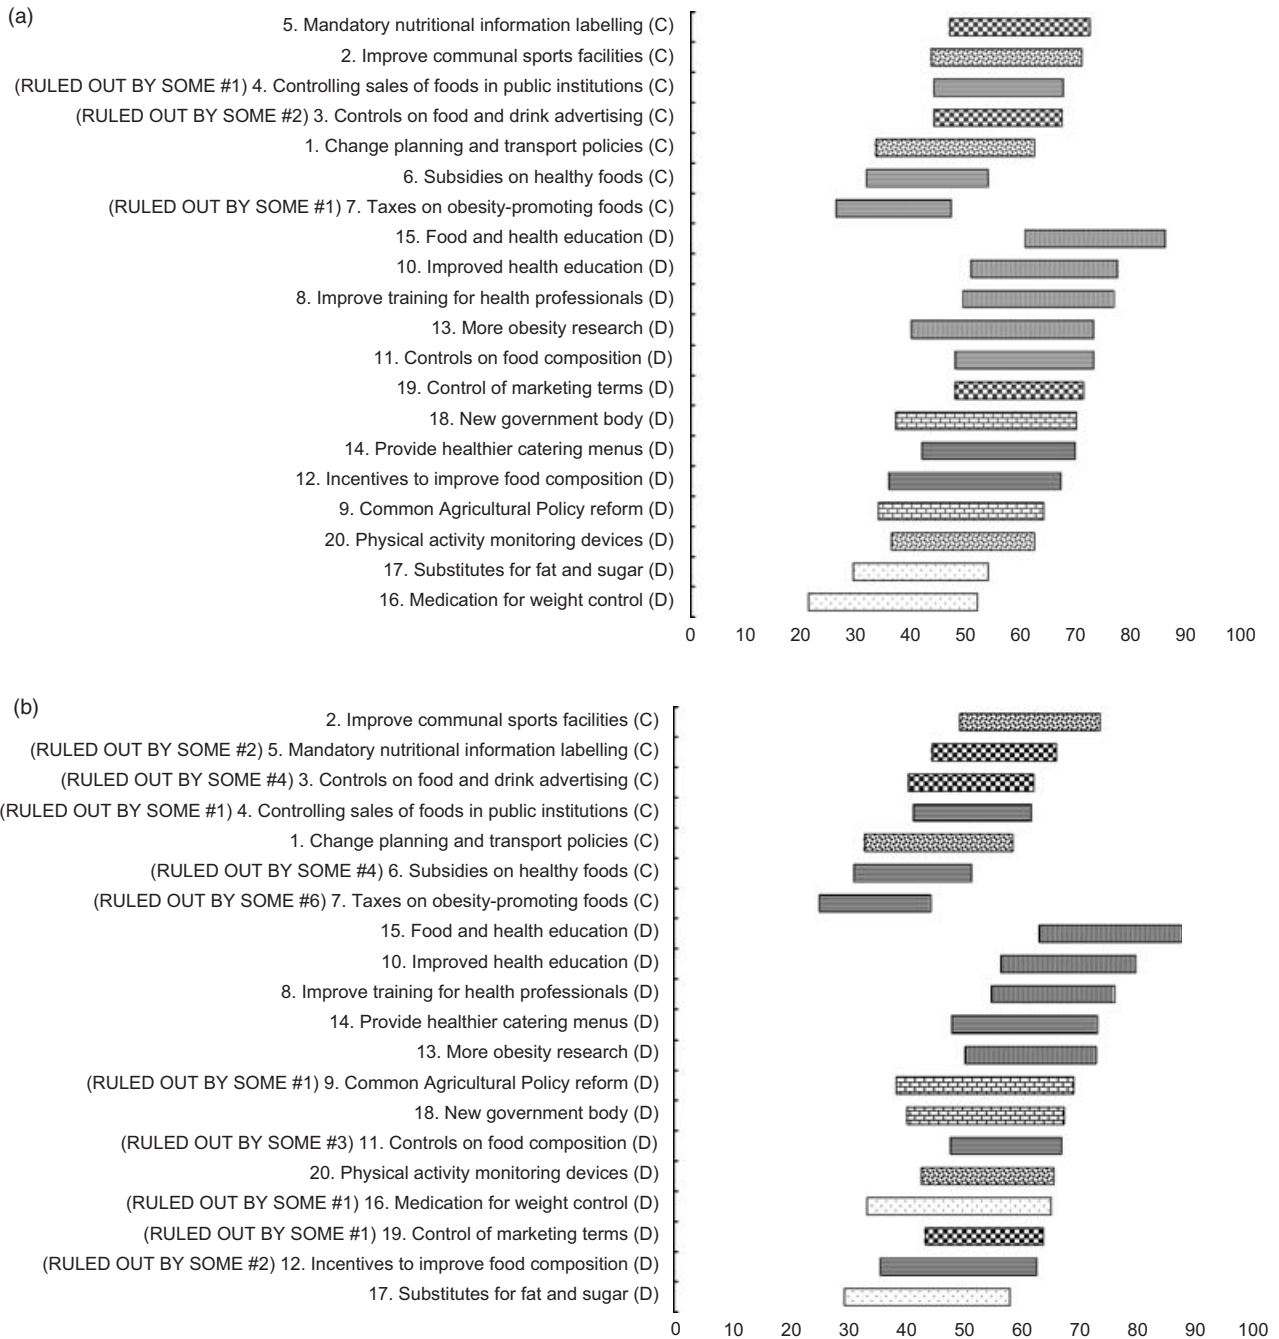 (a)
5. Mandatory nutritional information labelling (C)
2. Improve communal sports facilities (C)
(RULED OUT BY SOME #1) 4. Controlling sales of foods in public institutions (C)
(RULED OUT BY SOME #2) 3. Controls on food and drink advertising (C)
1. Change planning and transport policies (C)
6. Subsidies on healthy foods (C)
(RULED OUT BY SOME #1) 7. Taxes on obesity-promoting foods (C)
15. Food and health education (D)
10. Improved health education (D)
8. Improve training for health professionals (D)
13. More obesity research (D)
11. Controls on food composition (D)
19. Control of marketing terms (D)
18. New government body (D)
14. Provide healthier catering menus (D)
12. Incentives to improve food composition (D)
9. Common Agricultural Policy reform (D)
20. Physical activity monitoring devices (D)
17. Substitutes for fat and sugar (D)
16. Medication for weight control (D)
0 10 20 30 40 50 60 70 80 90 100
(b)
2. Improve communal sports facilities (C)
(RULED OUT BY SOME #2) 5. Mandatory nutritional information labelling (C)
(RULED OUT BY SOME #4) 3. Controls on food and drink advertising (C)
(RULED OUT BY SOME #1) 4. Controlling sales of foods in public institutions (C)
1. Change planning and transport policies (C)
(RULED OUT BY SOME #4) 6. Subsidies on healthy foods (C)
(RULED OUT BY SOME #6) 7. Taxes on obesity-promoting foods (C)
15. Food and health education (D)
10. Improved health education (D)
8. Improve training for health professionals (D)
14. Provide healthier catering menus (D)
13. More obesity research (D)
(RULED OUT BY SOME #1) 9. Common Agricultural Policy reform (D)
18. New government body (D)
(RULED OUT BY SOME #3) 11. Controls on food composition (D)
20. Physical activity monitoring devices (D)
(RULED OUT BY SOME #1) 16. Medication for weight control (D)
(RULED OUT BY SOME #1) 19. Control of marketing terms (D)
(RULED OUT BY SOME #2) 12. Incentives to improve food composition (D)
17. Substitutes for fat and sugar (D)
0 10 20 30 40 50 60 70 80 90 100